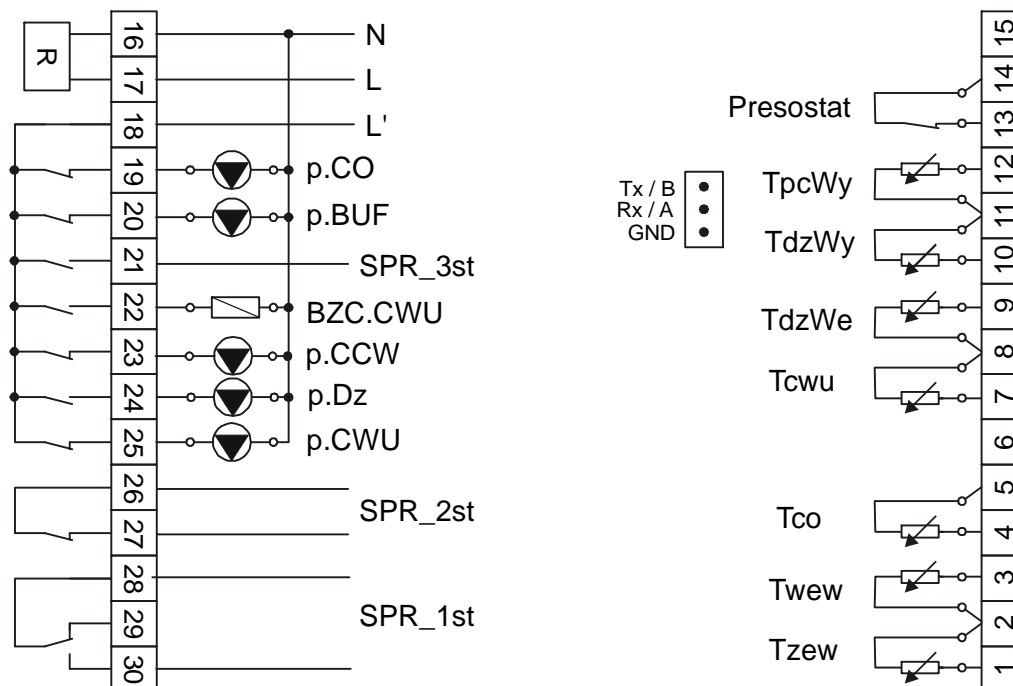 R
16
N
17
L
18
L'
19
p.CO
20
p.BUF
21
SPR_3st
22
BZC.CWU
23
p.CCW
24
p.Dz
25
p.CWU
26
SPR_2st
27
28
29
SPR_1st
30
Tx / B
Rx / A
GND
15
14
Presostat
13
12
TpcWy
11
TdzWy
10
9
TdzWe
8
Tcwu
7
6
5
Tco
4
3
Twew
2
Tzew
1